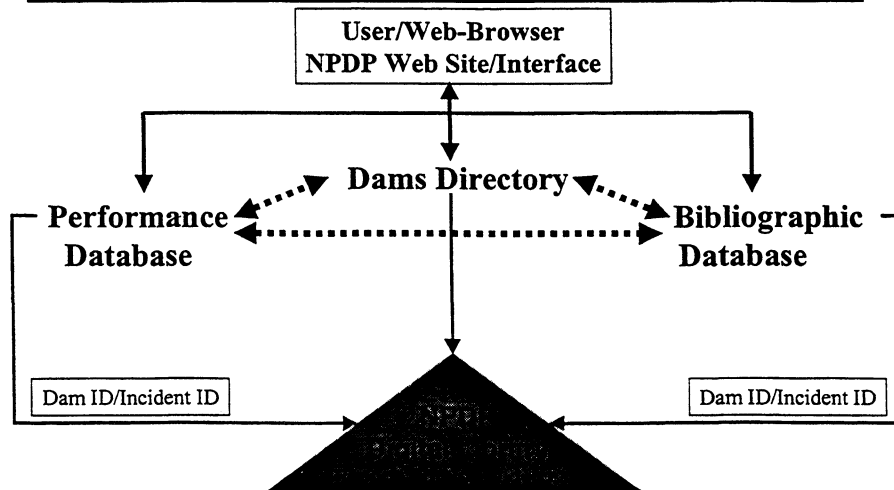 User/Web-Browser
NPDP Web Site/Interface
Dams Directory
Performance
Database
Bibliographic
Database
Dam ID/Incident ID
Dam ID/Incident ID